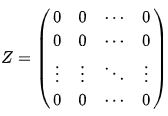 Z = ( 0 0 ⋯ 0
0 0 ⋯ 0
⋮ ⋮ ⋱ ⋮
0 0 ⋯ 0 )